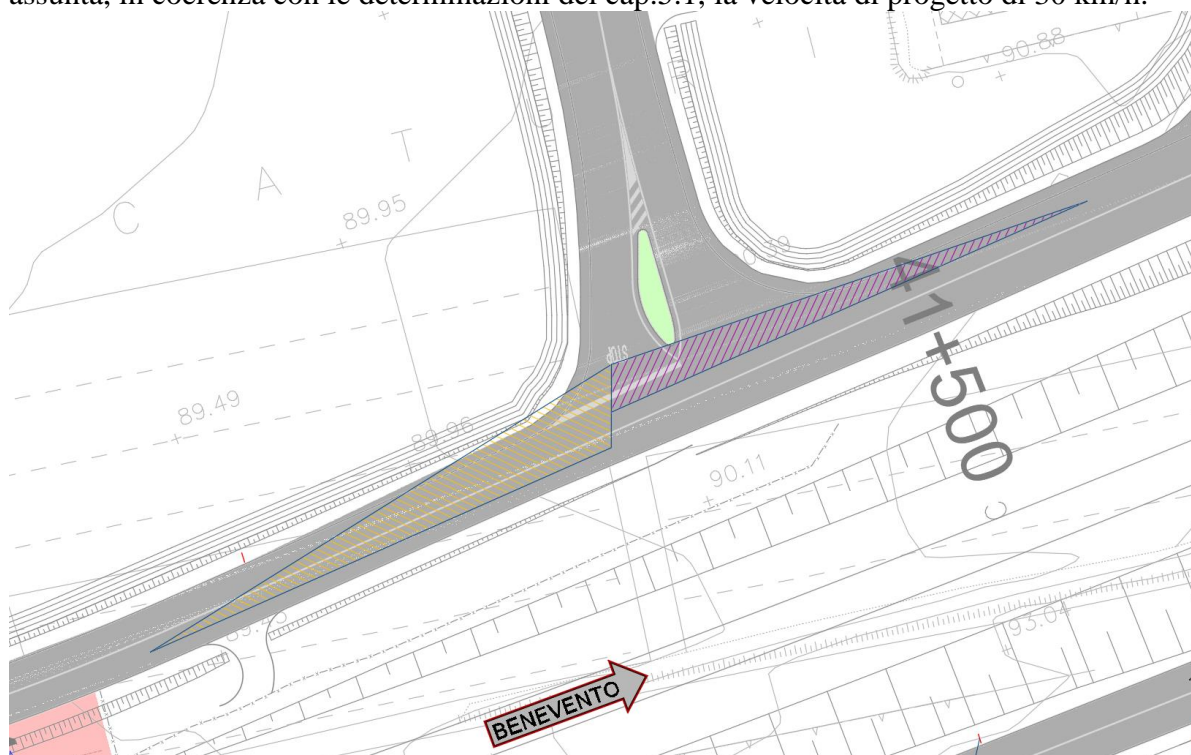 assunta, in coerenza con le determinazioni del cap.3.1, la velocità di progetto di 50 km/h.
90.88
C A T
89.95
41+500
STOP
89.49
89.96
90.11
C
93.04
BENEVENTO